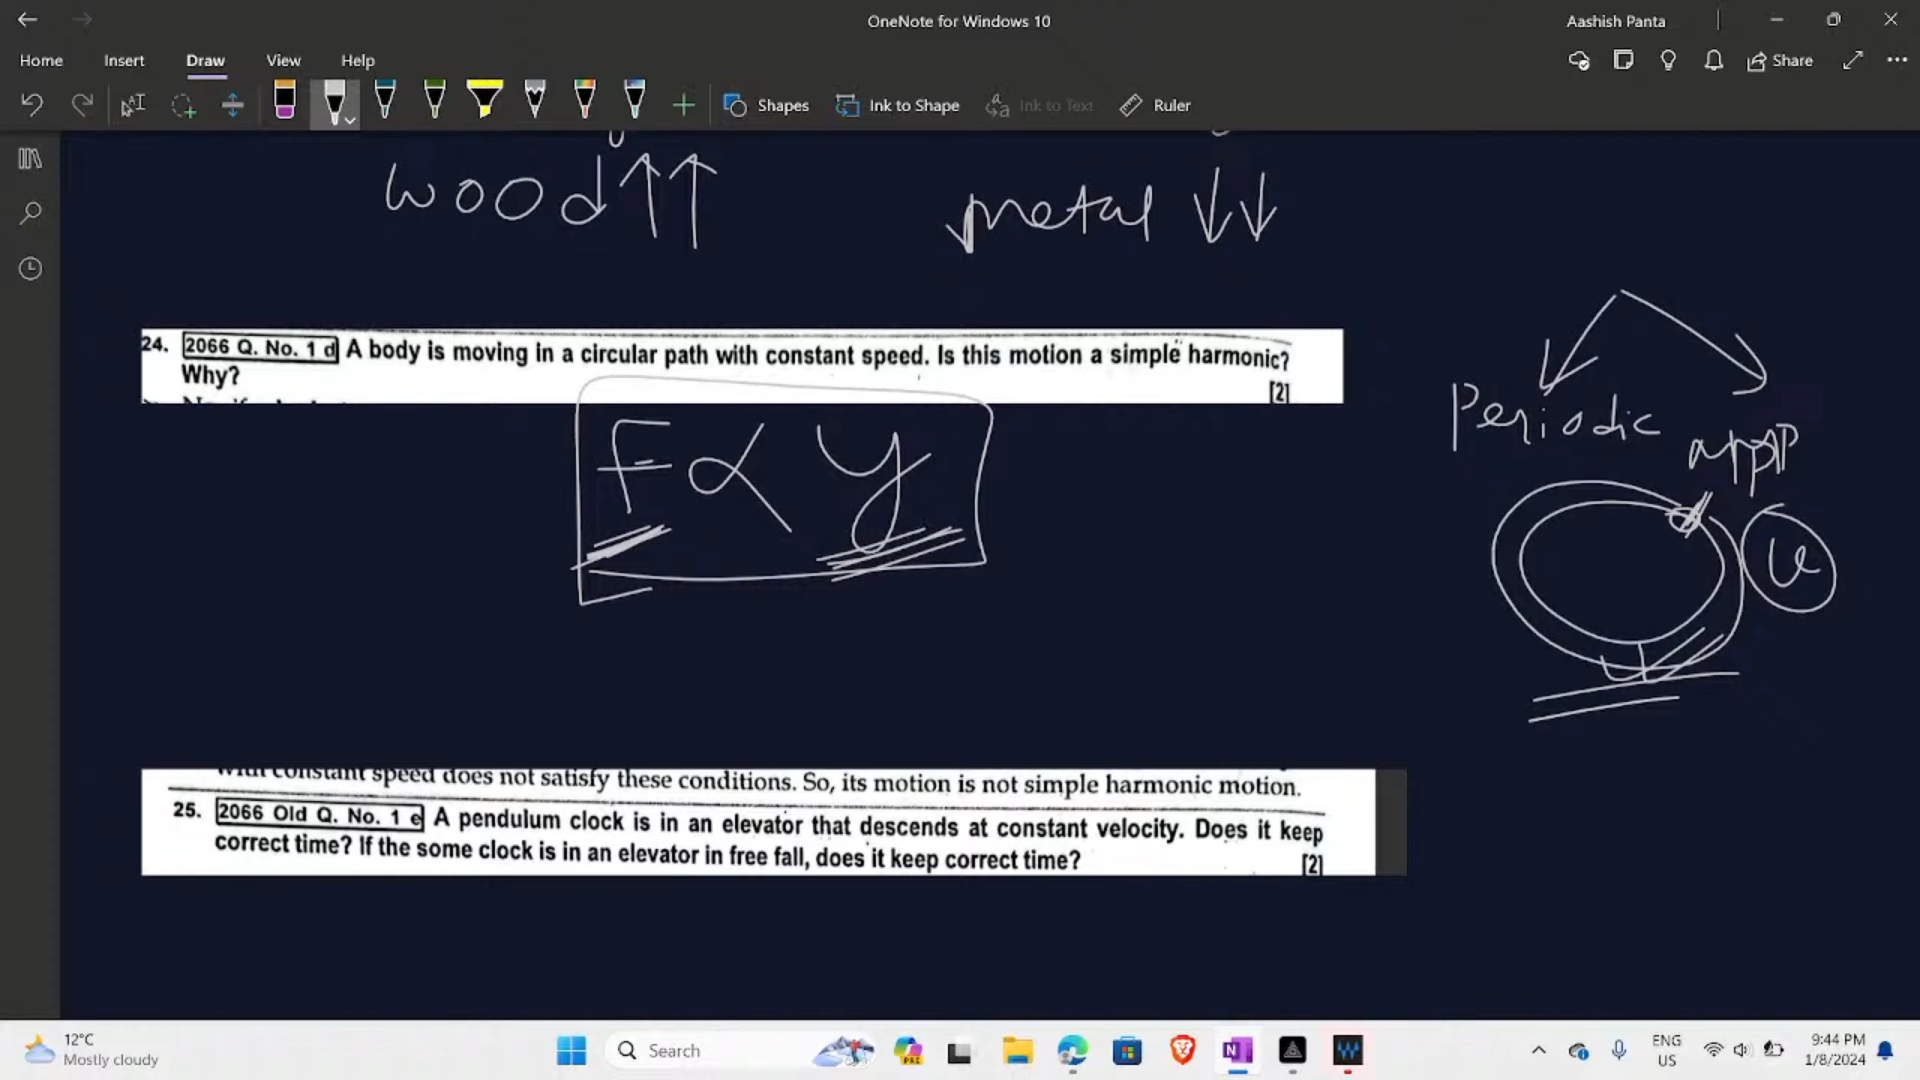 OneNote for Windows 10
Aashish Panta
Home Insert Draw View Help
Share
Shapes Ink to Shape Ink to Text Ruler
wood↑↑
metal ↓↓
24. 2066 Q. No. 1 d A body is moving in a circular path with constant speed. Is this motion a simple harmonic?
Why?
[2]
Periodic
F ∝ y
with constant speed does not satisfy these conditions. So, its motion is not simple harmonic motion.
25. 2066 Old Q. No. 1 e A pendulum clock is in an elevator that descends at constant velocity. Does it keep
correct time? If the some clock is in an elevator in free fall, does it keep correct time?
[2]
12°C
Mostly cloudy
Search
PRE
ENG
US
9:44 PM
1/8/2024